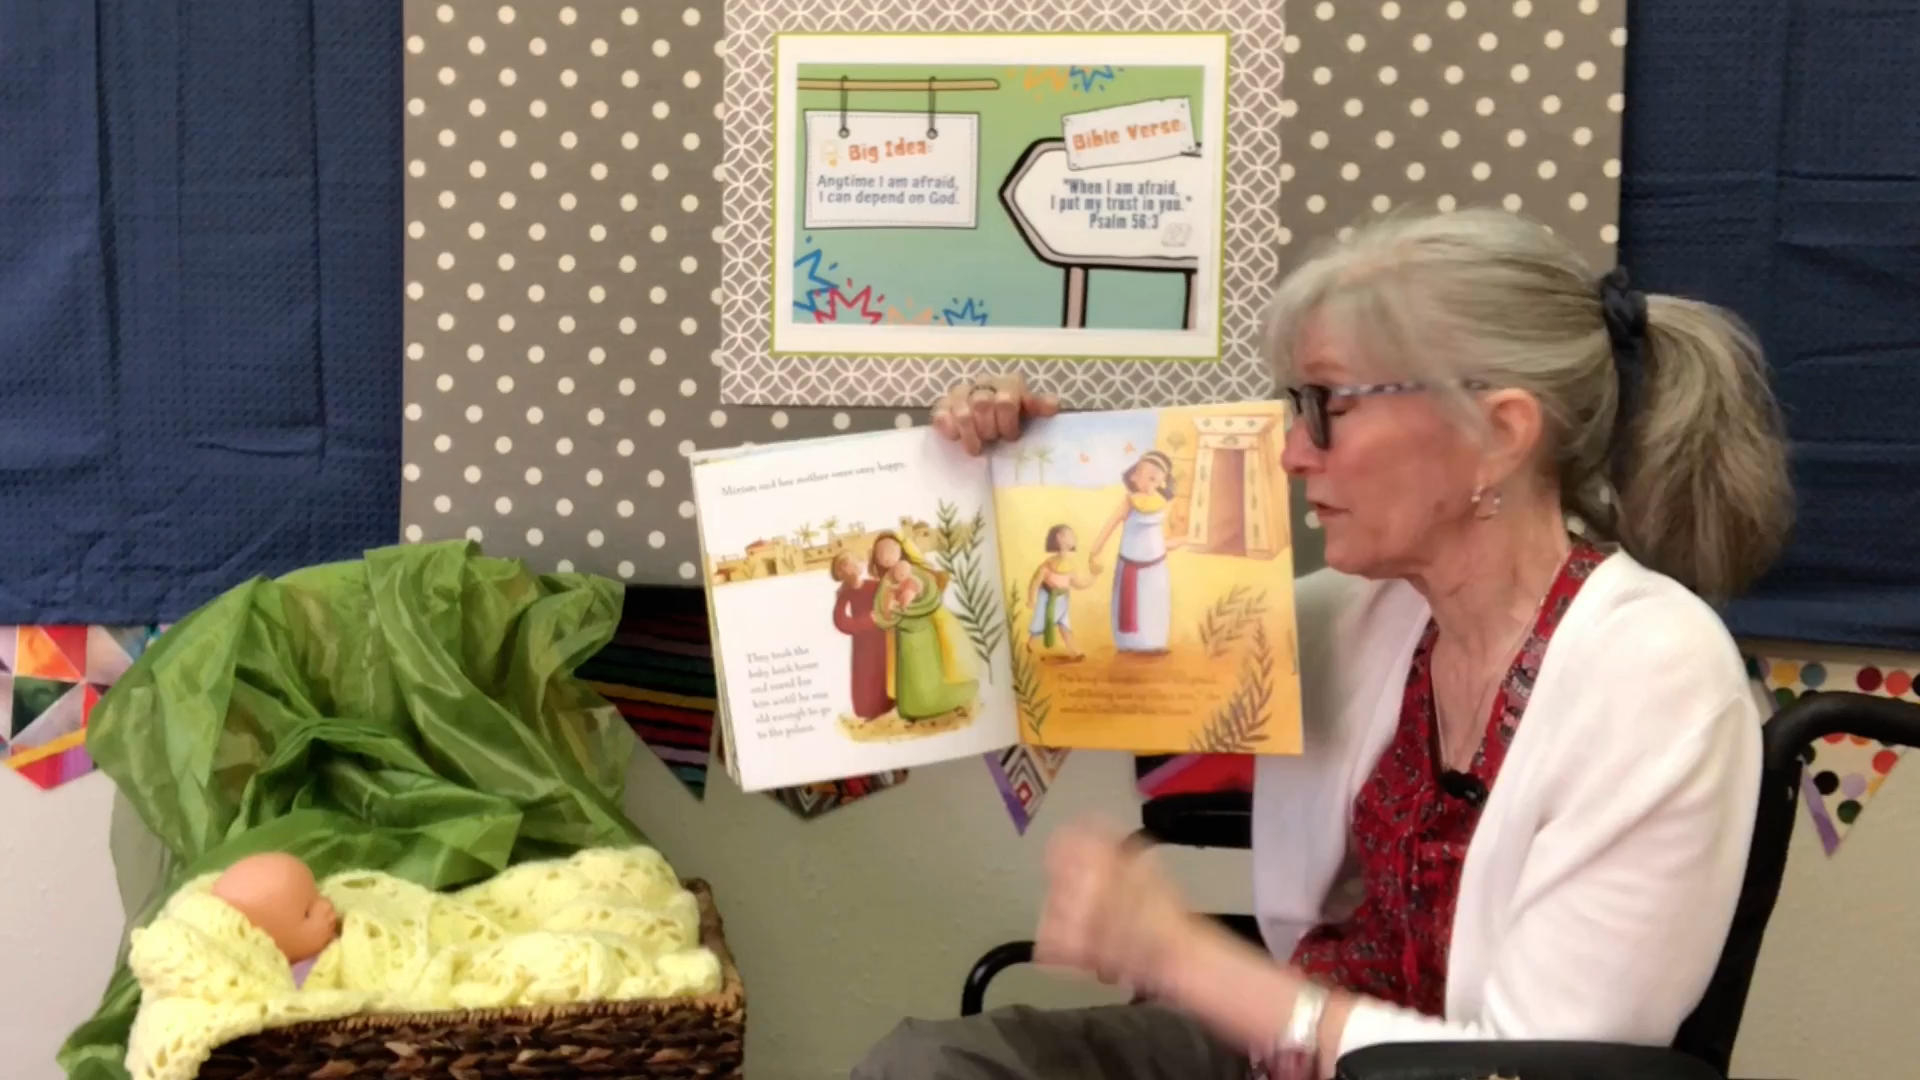 Big Idea:
Anytime I am afraid,
I can depend on God.
Bible Verse:
"When I am afraid,
I put my trust in you."
Psalm 56:3
Miriam and her mother were very happy.
They took the
baby back home
and cared for
him until he was
old enough to go
to the palace.